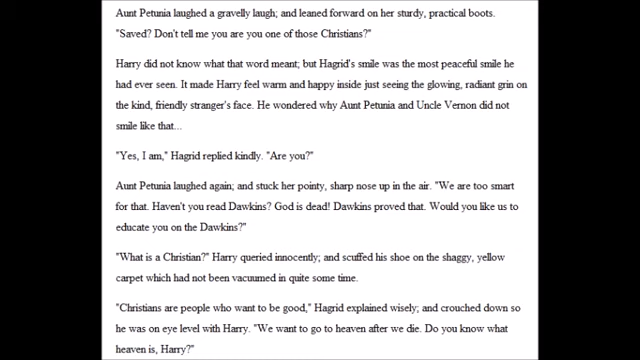 Aunt Petunia laughed a gravelly laugh; and leaned forward on her sturdy, practical boots.
"Saved? Don't tell me you are you one of those Christians?"
Harry did not know what that word meant; but Hagrid's smile was the most peaceful smile he
had ever seen. It made Harry feel warm and happy inside just seeing the glowing, radiant grin on
the kind, friendly stranger's face. He wondered why Aunt Petunia and Uncle Vernon did not
smile like that...
"Yes, I am," Hagrid replied kindly. "Are you?"
Aunt Petunia laughed again; and stuck her pointy, sharp nose up in the air. "We are too smart
for that. Haven't you read Dawkins? God is dead! Dawkins proved that. Would you like us to
educate you on the Dawkins?"
"What is a Christian?" Harry queried innocently; and scuffed his shoe on the shaggy, yellow
carpet which had not been vacuumed in quite some time.
"Christians are people who want to be good," Hagrid explained wisely; and crouched down so
he was on eye level with Harry. "We want to go to heaven after we die. Do you know what
heaven is, Harry?"